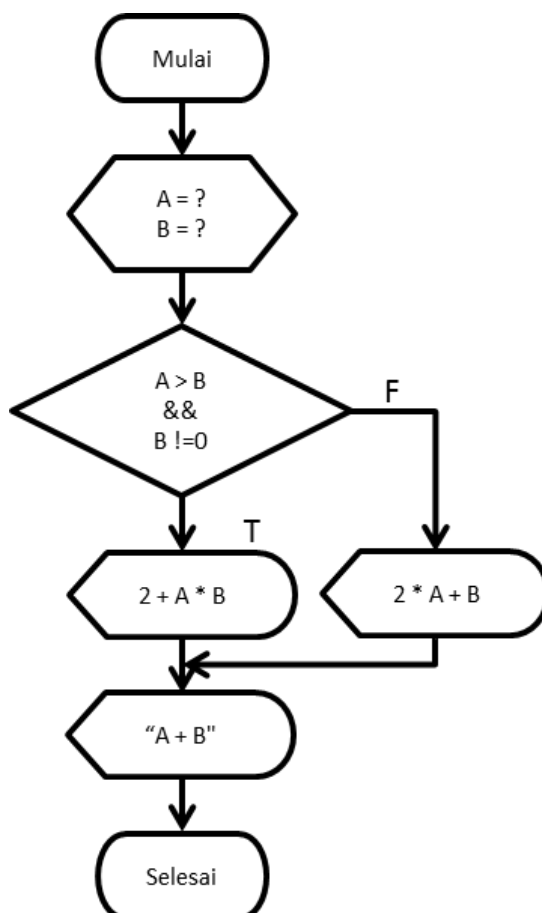 Mulai
A = ?
B = ?
A > B
&&
B !=0
F
T
2 + A * B
2 * A + B
“A + B"
Selesai